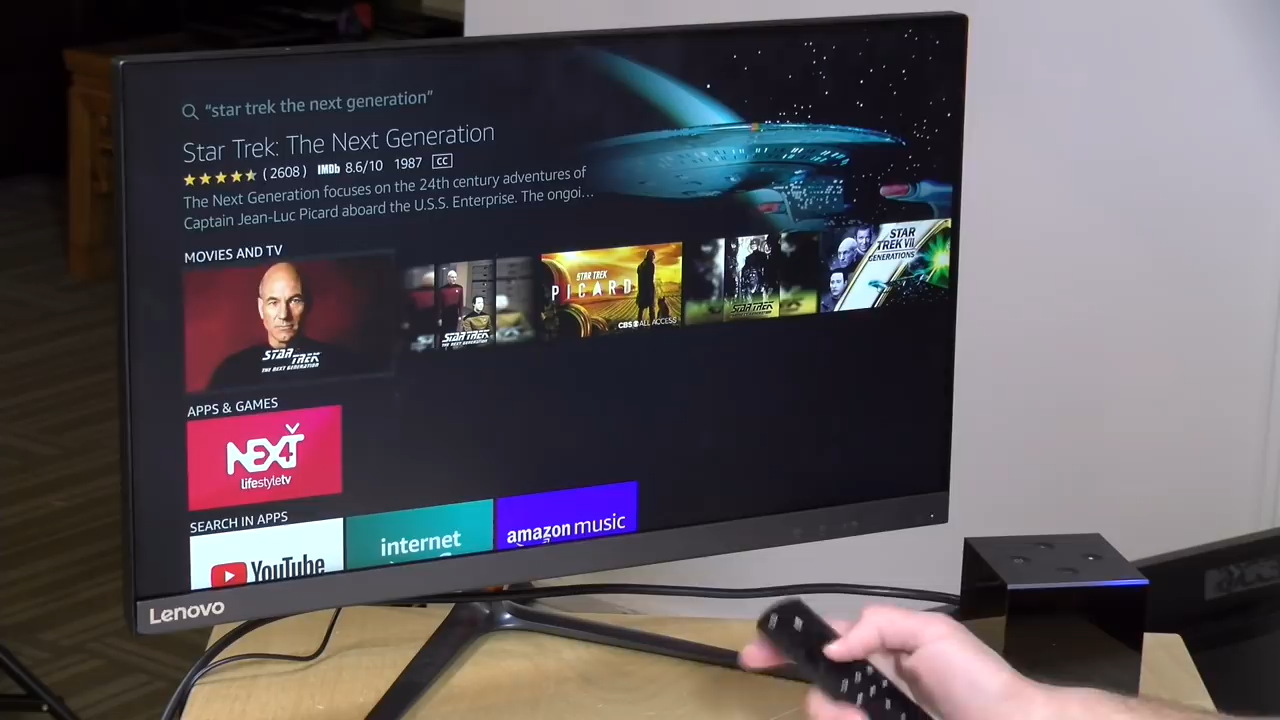 "star trek the next generation"
Star Trek: The Next Generation
(2608) IMDb 8.6/10 1987 CC
The Next Generation focuses on the 24th century adventures of
Captain Jean-Luc Picard aboard the U.S.S. Enterprise. The ongoi...
MOVIES AND TV
STAR TREK
THE NEXT GENERATION
STAR TREK
THE NEXT GENERATION
STAR TREK
PICARD
CBS ALL ACCESS
STAR TREK
STAR
TREK VII
GENERATIONS
APPS & GAMES
NEXT
lifestyletv
SEARCH IN APPS
YouTube
internet
amazon music
Lenovo